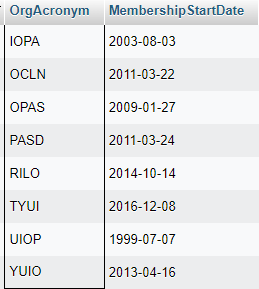 OrgAcronym MembershipStartDate
IOPA 2003-08-03
OCLN 2011-03-22
OPAS 2009-01-27
PASD 2011-03-24
RILO 2014-10-14
TYUI 2016-12-08
UIOP 1999-07-07
YUIO 2013-04-16